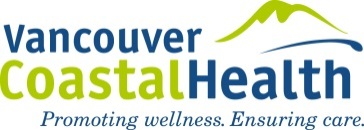 Vancouver
CoastalHealth
Promoting wellness. Ensuring care.